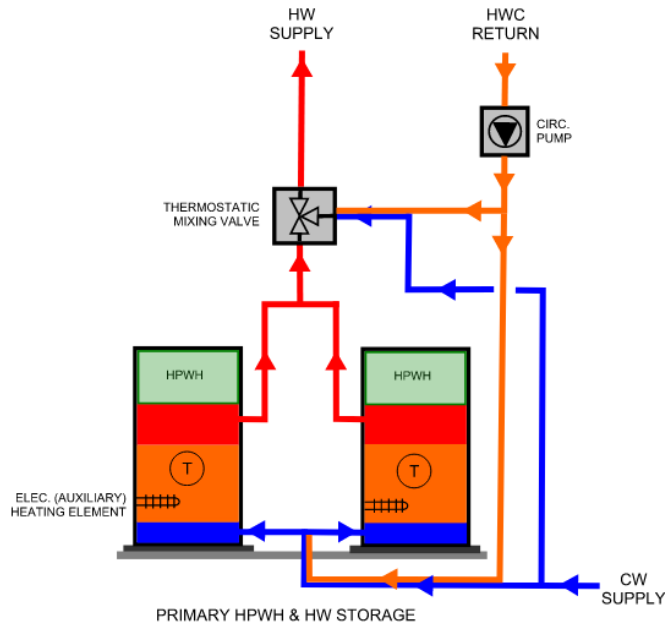 HW
SUPPLY
HWC
RETURN
CIRC.
PUMP
THERMOSTATIC
MIXING VALVE
HPWH
HPWH
T
T
ELEC. (AUXILIARY)
HEATING ELEMENT
CW
SUPPLY
PRIMARY HPWH & HW STORAGE